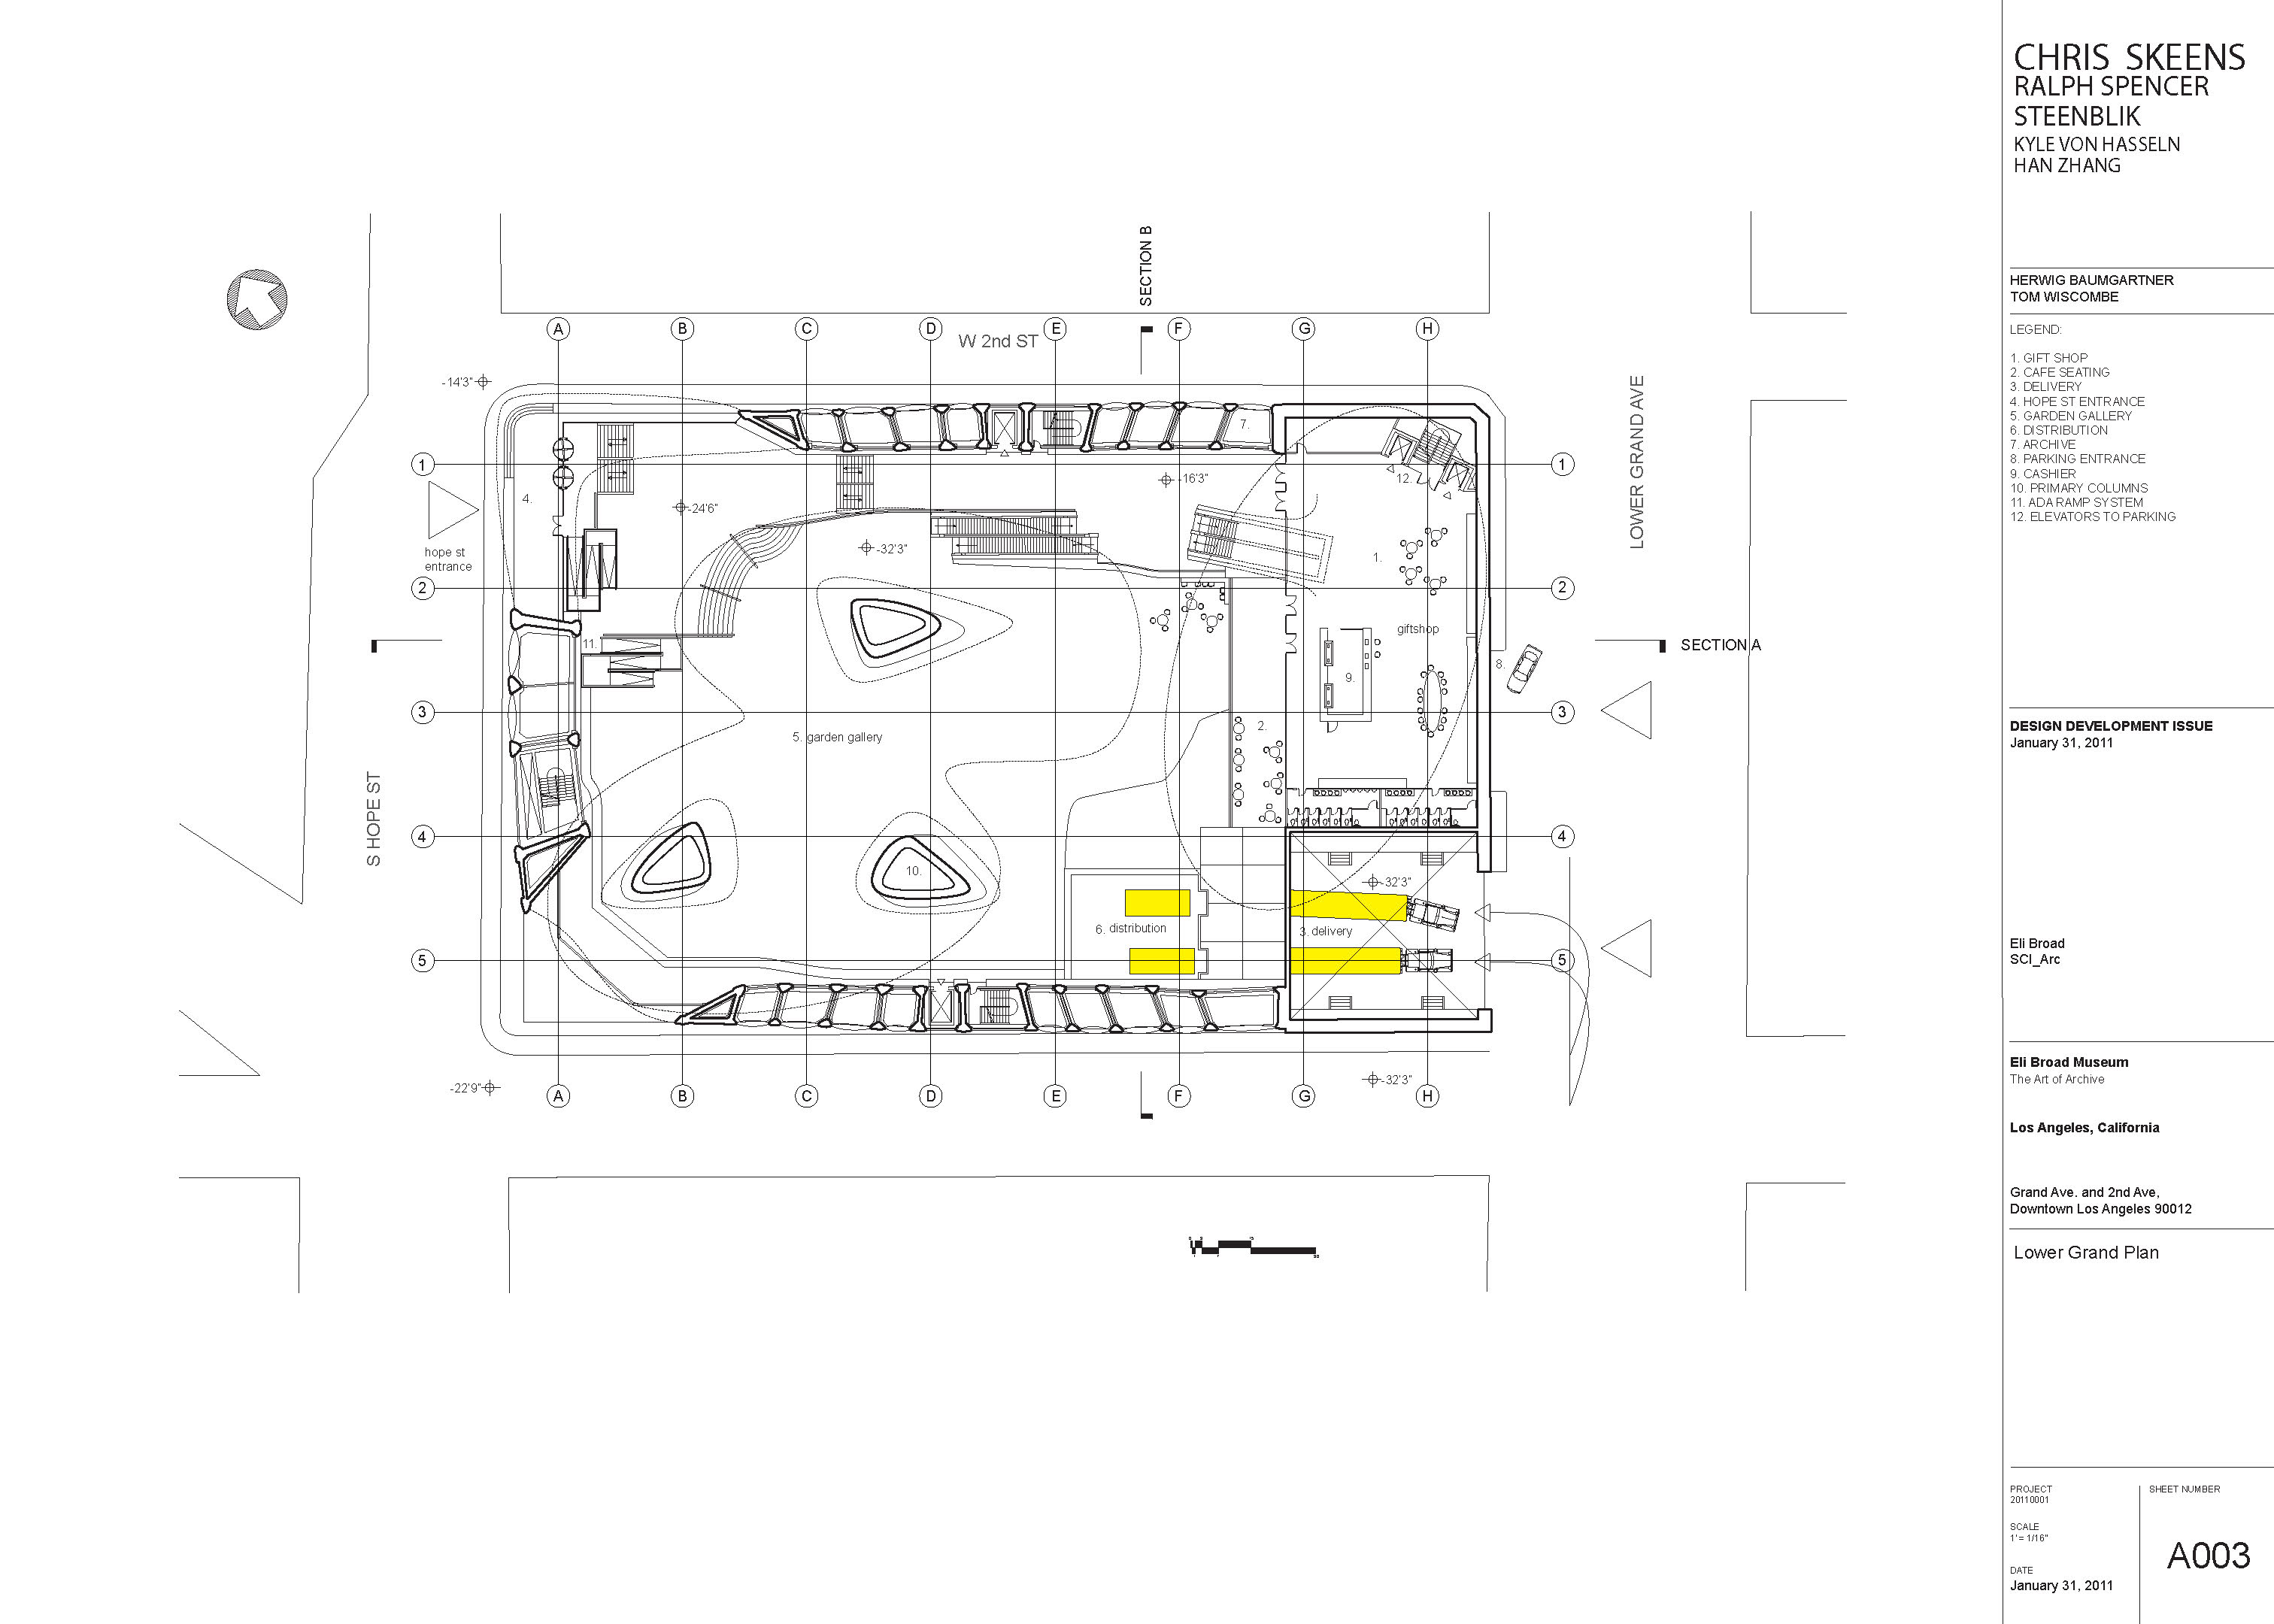 CHRIS SKEENS
RALPH SPENCER
STEENBLIK
KYLE VON HASSELN
HAN ZHANG
HERWIG BAUMGARTNER
TOM WISCOMBE
LEGEND:
1. GIFT SHOP
2. CAFE SEATING
3. DELIVERY
4. HOPE ST ENTRANCE
5. GARDEN GALLERY
6. DISTRIBUTION
7. ARCHIVE
8. PARKING ENTRANCE
9. CASHIER
10. PRIMARY COLUMNS
11. ADA RAMP SYSTEM
12. ELEVATORS TO PARKING
DESIGN DEVELOPMENT ISSUE
January 31, 2011
Eli Broad
SCI_Arc
Eli Broad Museum
The Art of Archive
Los Angeles, California
Grand Ave. and 2nd Ave,
Downtown Los Angeles 90012
Lower Grand Plan
PROJECT
20110001
SCALE
1'= 1/16"
DATE
January 31, 2011
SHEET NUMBER
A003
SECTION B
A B C D E F G H
W 2nd ST
-14'3"
LOWER GRAND AVE
7.
1 1
-16'3"
12.
4.
-24'6"
hope st
entrance
-32'3"
1.
2 2
giftshop
11.
SECTION A
8.
9.
3 3
2.
5. garden gallery
S HOPE ST
4 4
10.
-32'3"
6. distribution
3. delivery
5 5
-22'9"
-32'3"
A B C D E F G H